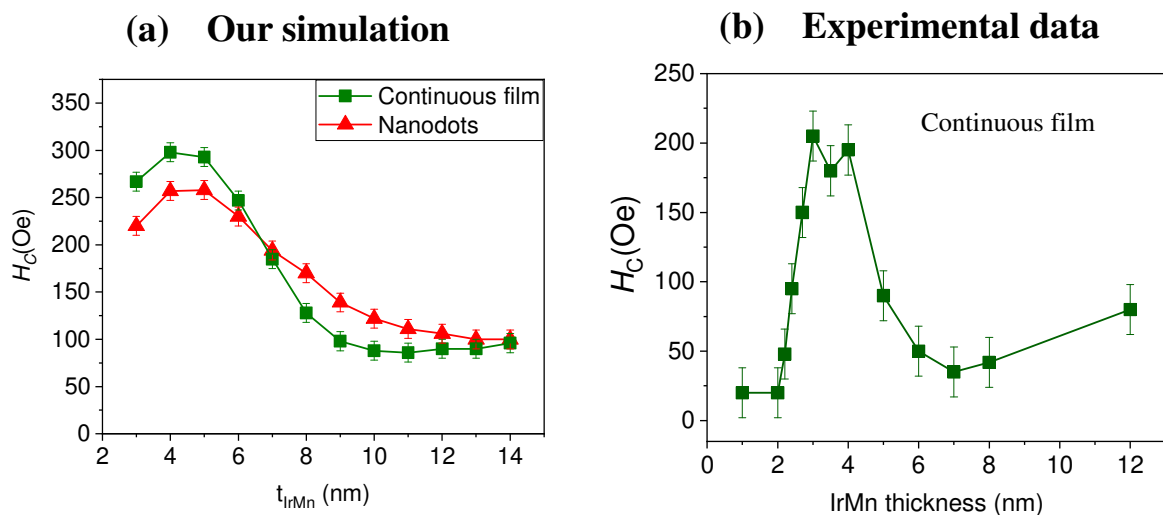 (a) Our simulation
350
300
250
200
150
100
50
0
H_C(Oe)
Continuous film
Nanodots
2 4 6 8 10 12 14
t_IrMn (nm)
(b) Experimental data
250
200
150
100
50
0
H_C(Oe)
Continuous film
0 2 4 6 8 10 12
IrMn thickness (nm)